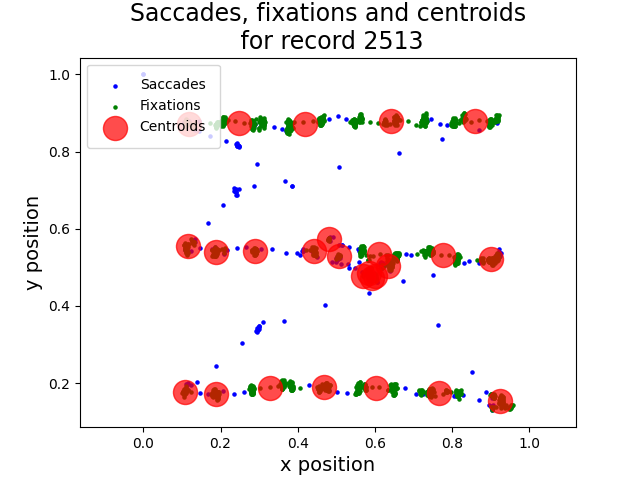 Saccades, fixations and centroids
for record 2513
1.0
0.8
0.6
0.4
0.2
y position
Saccades
Fixations
Centroids
0.0
0.2
0.4
0.6
0.8
1.0
x position